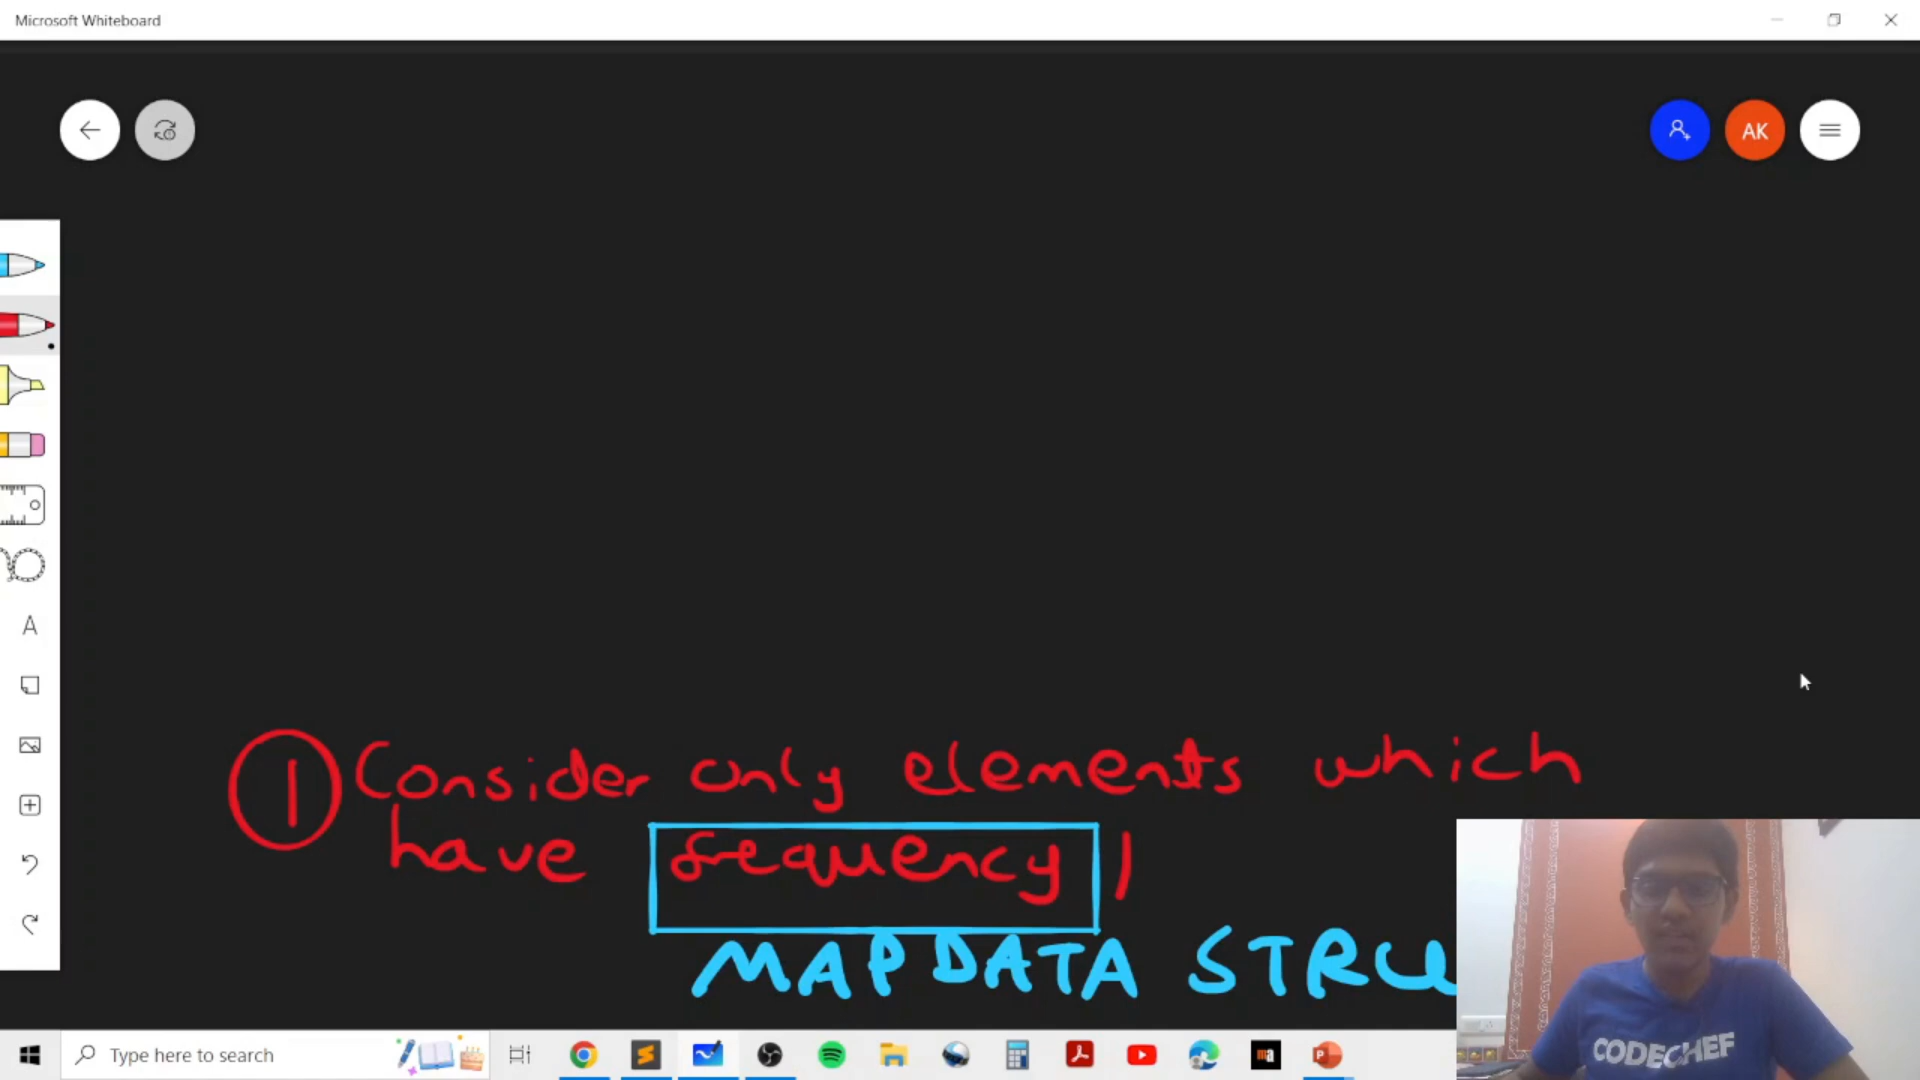 Microsoft Whiteboard
AK
A
① Consider only elements which
have frequency 1
MAP DATA STRU
Type here to search
CODECHEF